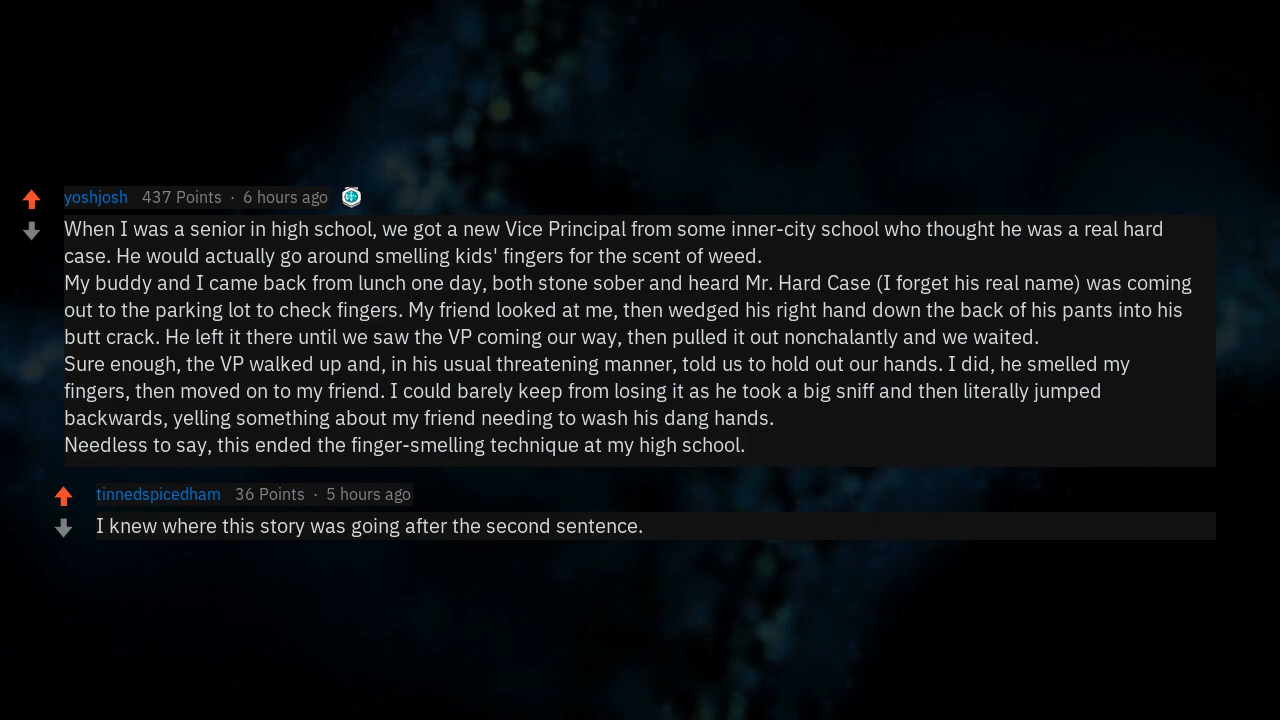 yoshjosh 437 Points · 6 hours ago
When I was a senior in high school, we got a new Vice Principal from some inner-city school who thought he was a real hard
case. He would actually go around smelling kids' fingers for the scent of weed.
My buddy and I came back from lunch one day, both stone sober and heard Mr. Hard Case (I forget his real name) was coming
out to the parking lot to check fingers. My friend looked at me, then wedged his right hand down the back of his pants into his
butt crack. He left it there until we saw the VP coming our way, then pulled it out nonchalantly and we waited.
Sure enough, the VP walked up and, in his usual threatening manner, told us to hold out our hands. I did, he smelled my
fingers, then moved on to my friend. I could barely keep from losing it as he took a big sniff and then literally jumped
backwards, yelling something about my friend needing to wash his dang hands.
Needless to say, this ended the finger-smelling technique at my high school.
tinnedspicedham 36 Points · 5 hours ago
I knew where this story was going after the second sentence.